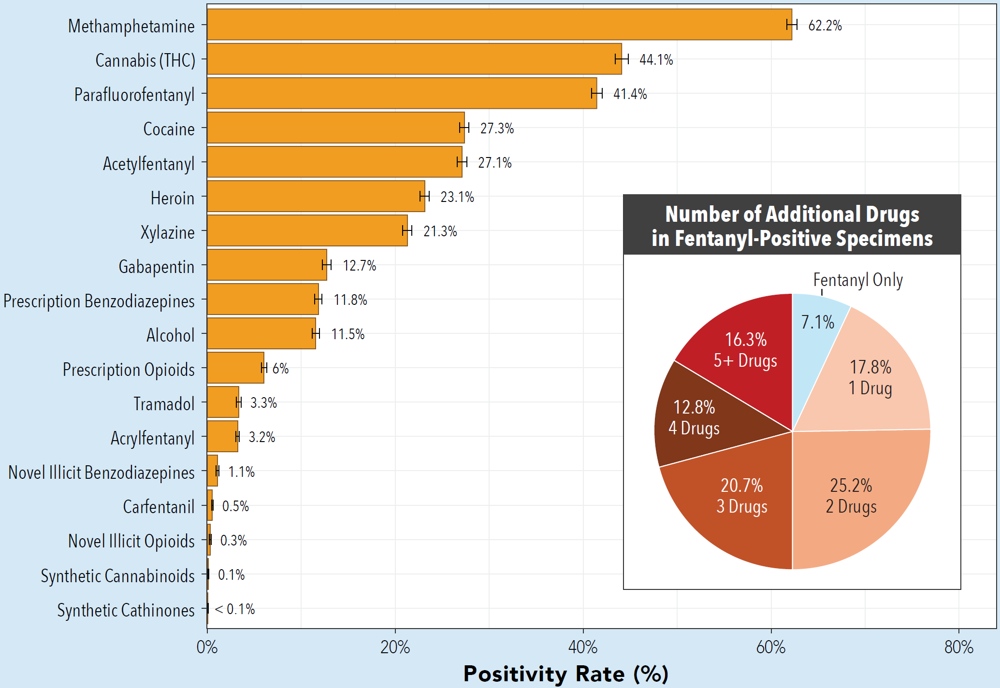 Methamphetamine 62.2%
Cannabis (THC) 44.1%
Parafluorofentanyl 41.4%
Cocaine 27.3%
Acetylfentanyl 27.1%
Heroin 23.1%
Xylazine 21.3%
Gabapentin 12.7%
Prescription Benzodiazepines 11.8%
Alcohol 11.5%
Prescription Opioids 6%
Tramadol 3.3%
Acrylfentanyl 3.2%
Novel Illicit Benzodiazepines 1.1%
Carfentanil 0.5%
Novel Illicit Opioids 0.3%
Synthetic Cannabinoids 0.1%
Synthetic Cathinones < 0.1%
0% 20% 40% 60% 80%
Positivity Rate (%)
Number of Additional Drugs
in Fentanyl-Positive Specimens
Fentanyl Only
7.1%
17.8%
1 Drug
25.2%
2 Drugs
20.7%
3 Drugs
12.8%
4 Drugs
16.3%
5+ Drugs